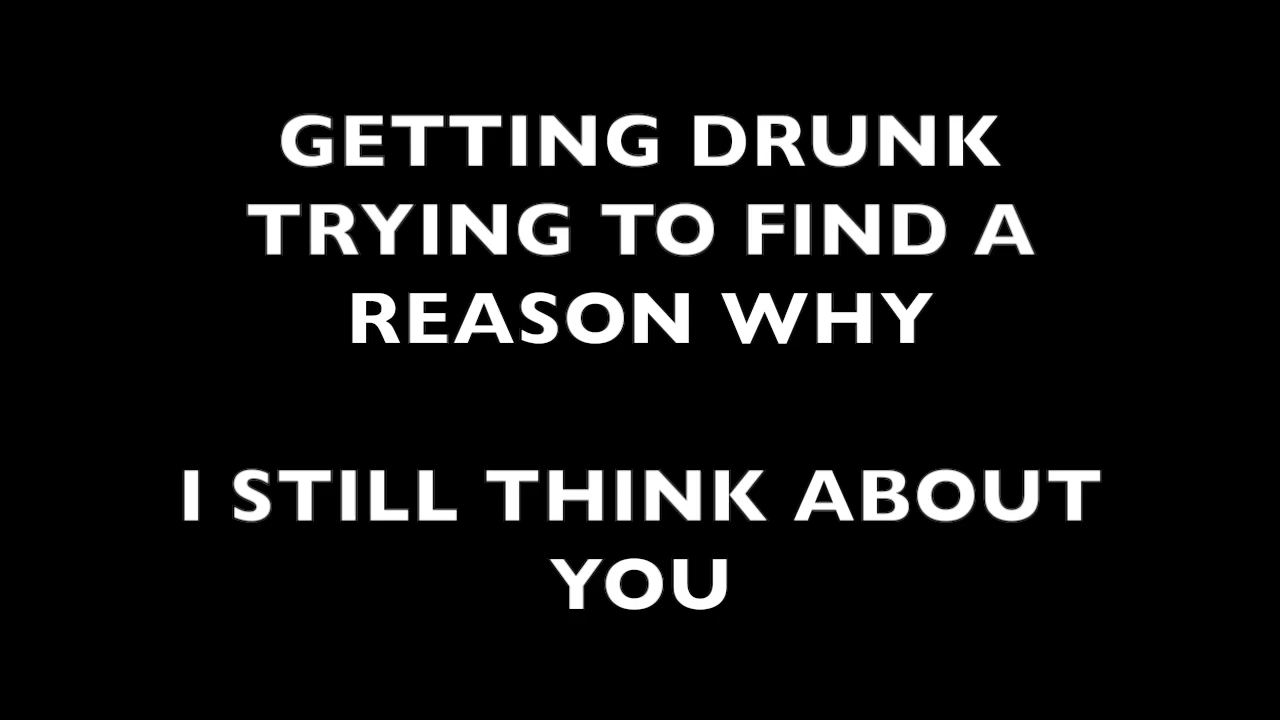 GETTING DRUNK
TRYING TO FIND A
REASON WHY
I STILL THINK ABOUT
YOU